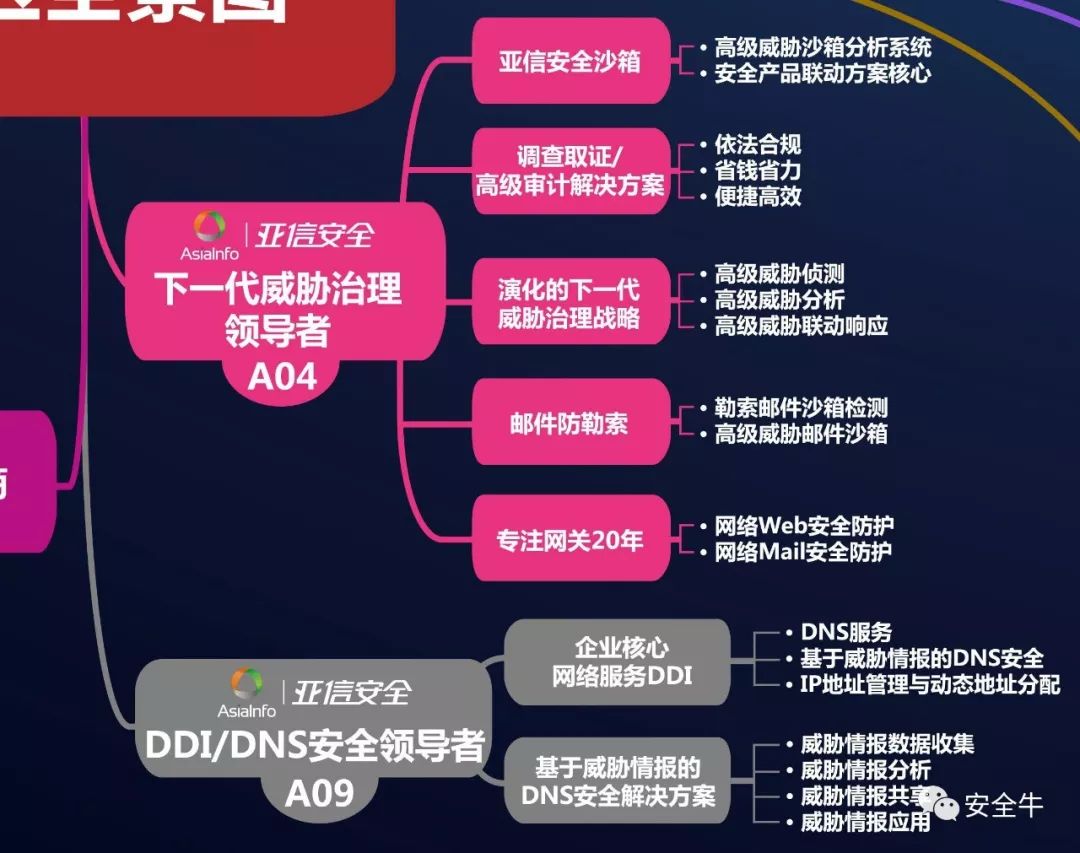 全景图
亚信安全沙箱
• 高级威胁沙箱分析系统
• 安全产品联动方案核心
调查取证/
高级审计解决方案
• 依法合规
• 省钱省力
• 便捷高效
AsiaInfo 亚信安全
下一代威胁治理
领导者
A04
演化的下一代
威胁治理战略
• 高级威胁侦测
• 高级威胁分析
• 高级威胁联动响应
邮件防勒索
• 勒索邮件沙箱检测
• 高级威胁邮件沙箱
专注网关20年
• 网络Web安全防护
• 网络Mail安全防护
AsiaInfo 亚信安全
DDI/DNS安全领导者
A09
企业核心
网络服务DDI
• DNS服务
• 基于威胁情报的DNS安全
• IP地址管理与动态地址分配
基于威胁情报的
DNS安全解决方案
• 威胁情报数据收集
• 威胁情报分析
• 威胁情报共享
• 威胁情报应用
安全牛